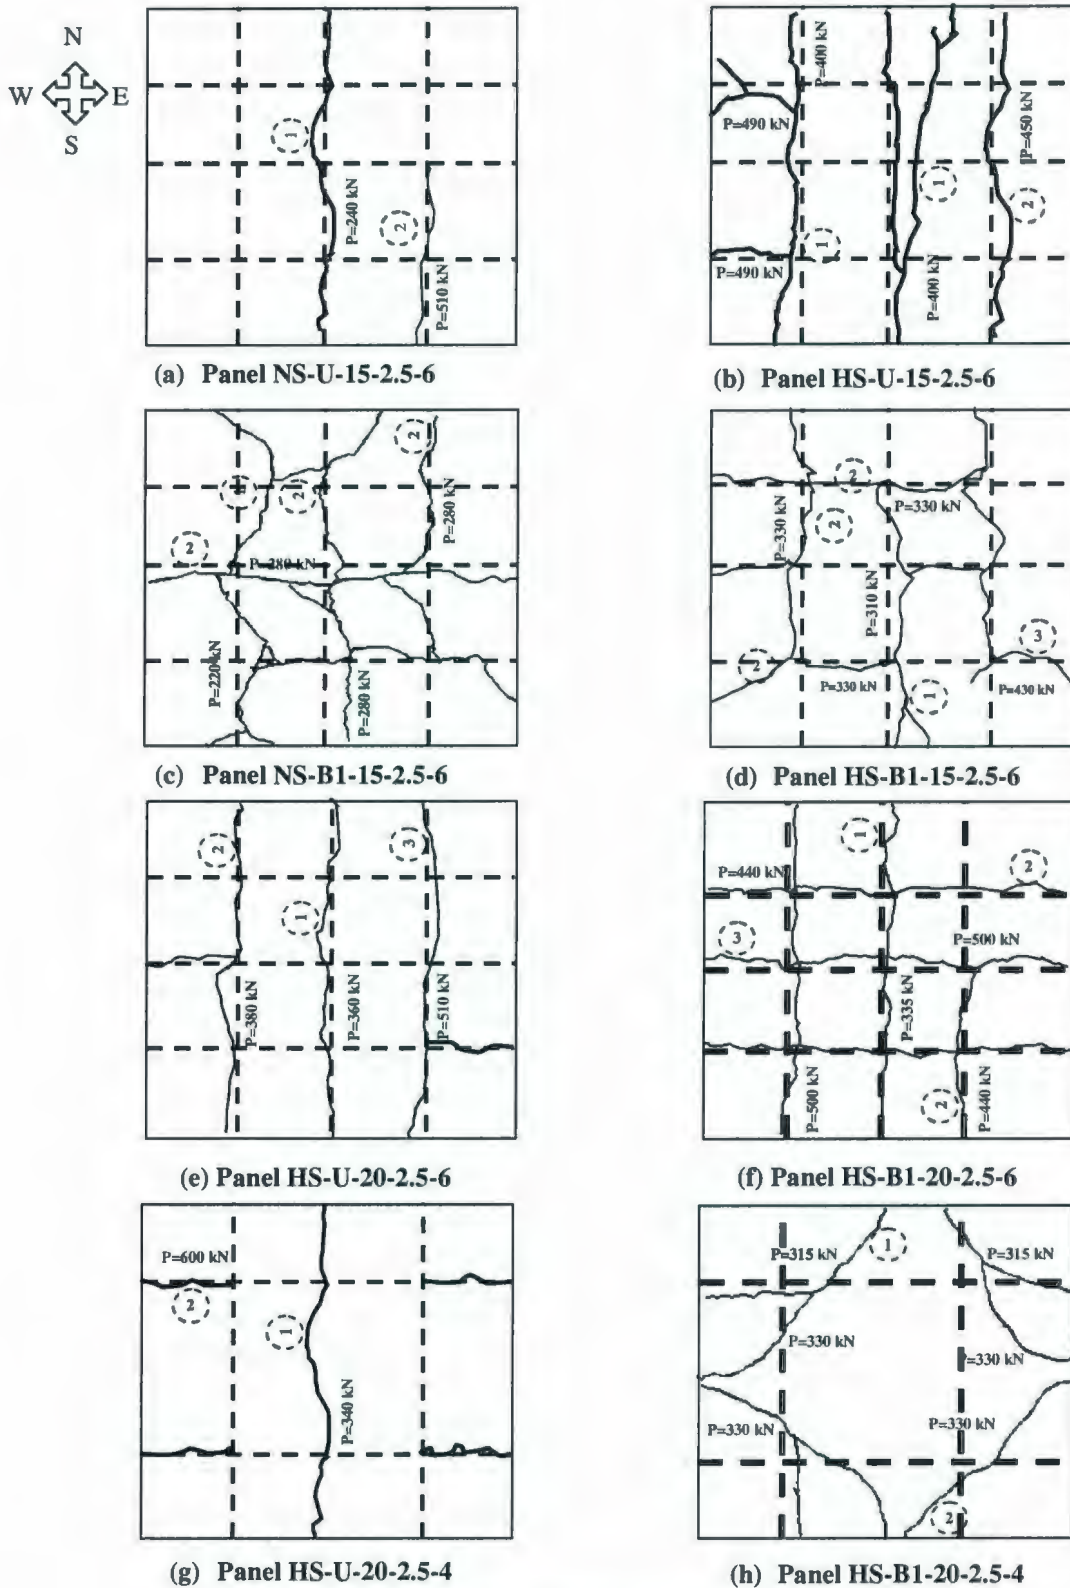 N
W E
S
1
P=240 kN
2
P=510 kN
(a) Panel NS-U-15-2.5-6
P=400 kN
P=490 kN
P=450 kN
1
2
1
P=490 kN
P=400 kN
(b) Panel HS-U-15-2.5-6
2
2
P=280 kN
2
P=280 kN
P=220 kN
P=280 kN
(c) Panel NS-B1-15-2.5-6
2
P=330 kN
P=330 kN
2
P=310 kN
3
2
P=330 kN
P=430 kN
1
(d) Panel HS-B1-15-2.5-6
2
3
1
P=380 kN
P=360 kN
P=510 kN
(e) Panel HS-U-20-2.5-6
1
P=440 kN
2
3
P=500 kN
P=335 kN
P=500 kN
2
P=440 kN
(f) Panel HS-B1-20-2.5-6
P=600 kN
2
1
P=340 kN
(g) Panel HS-U-20-2.5-4
1
P=315 kN
P=315 kN
P=330 kN
P=330 kN
P=330 kN
P=330 kN
2
(h) Panel HS-B1-20-2.5-4